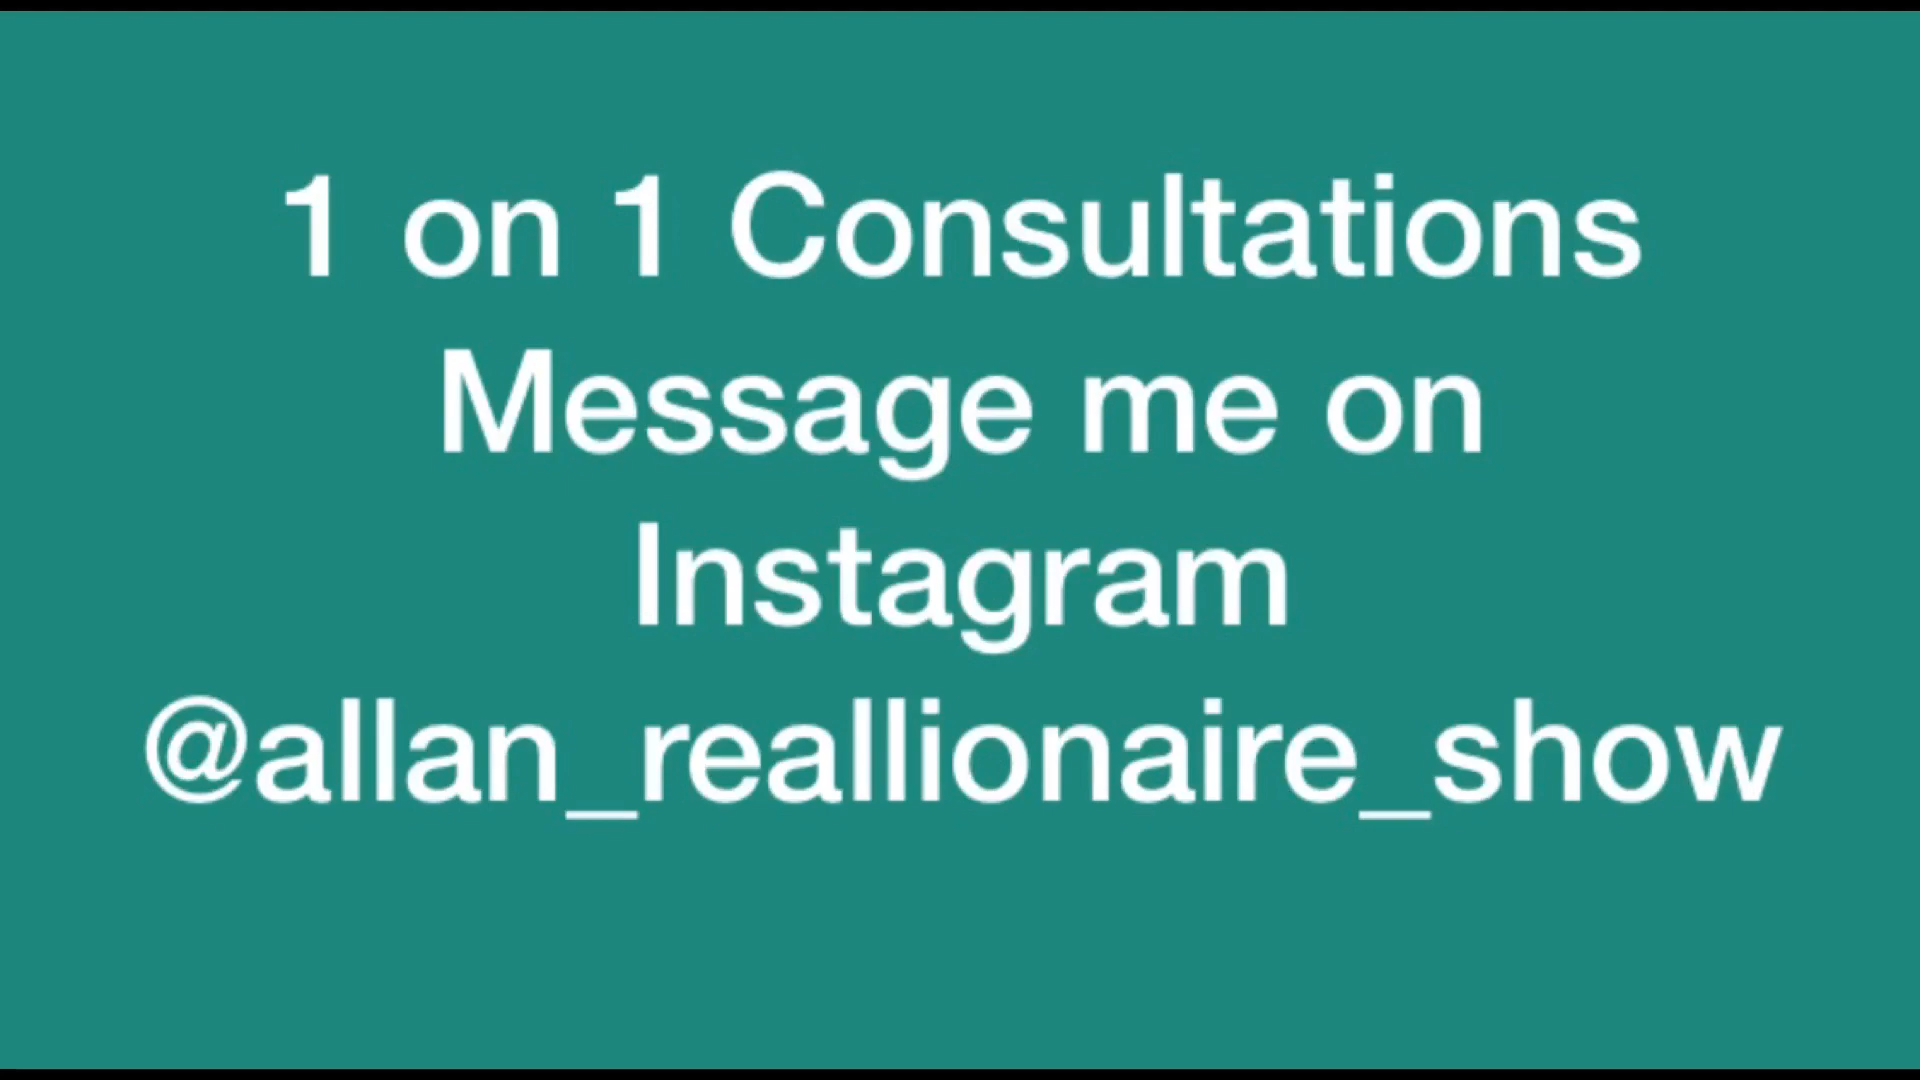 1 on 1 Consultations
Message me on
Instagram
@allan_reallionaire_show